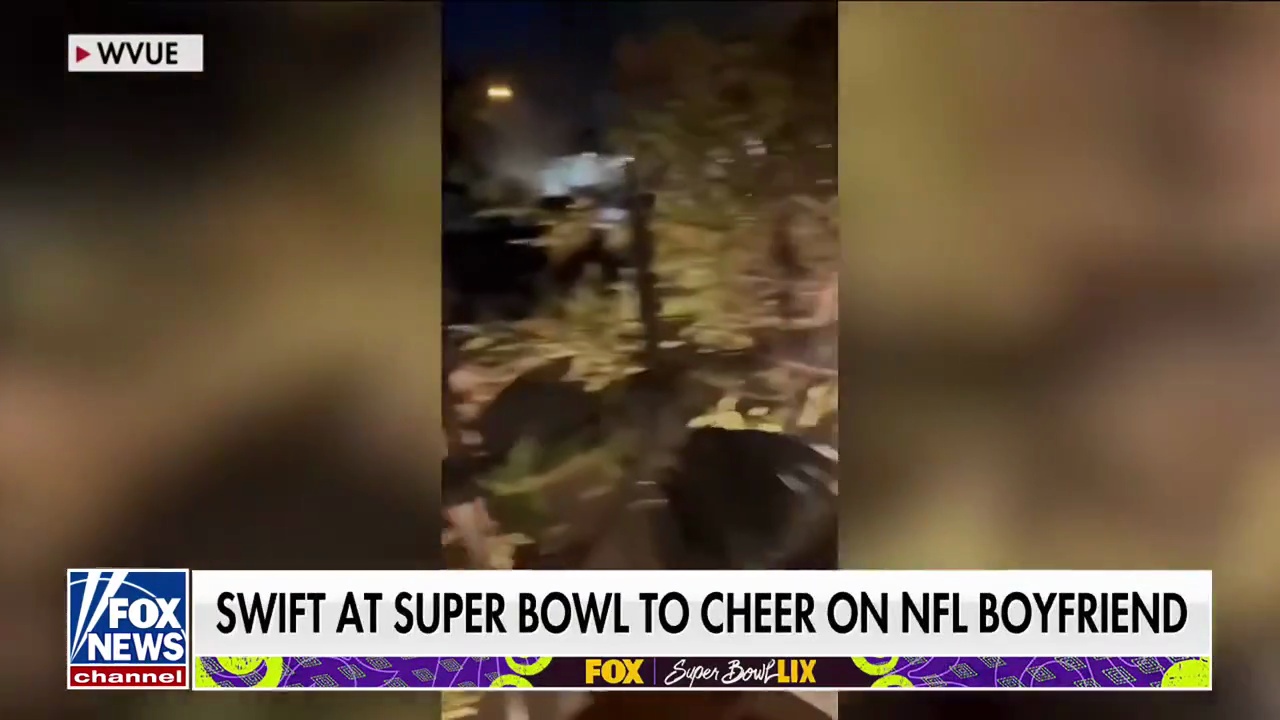 WVUE
SWIFT AT SUPER BOWL TO CHEER ON NFL BOYFRIEND
FOX
NEWS
channel
FOX Super Bowl LIX